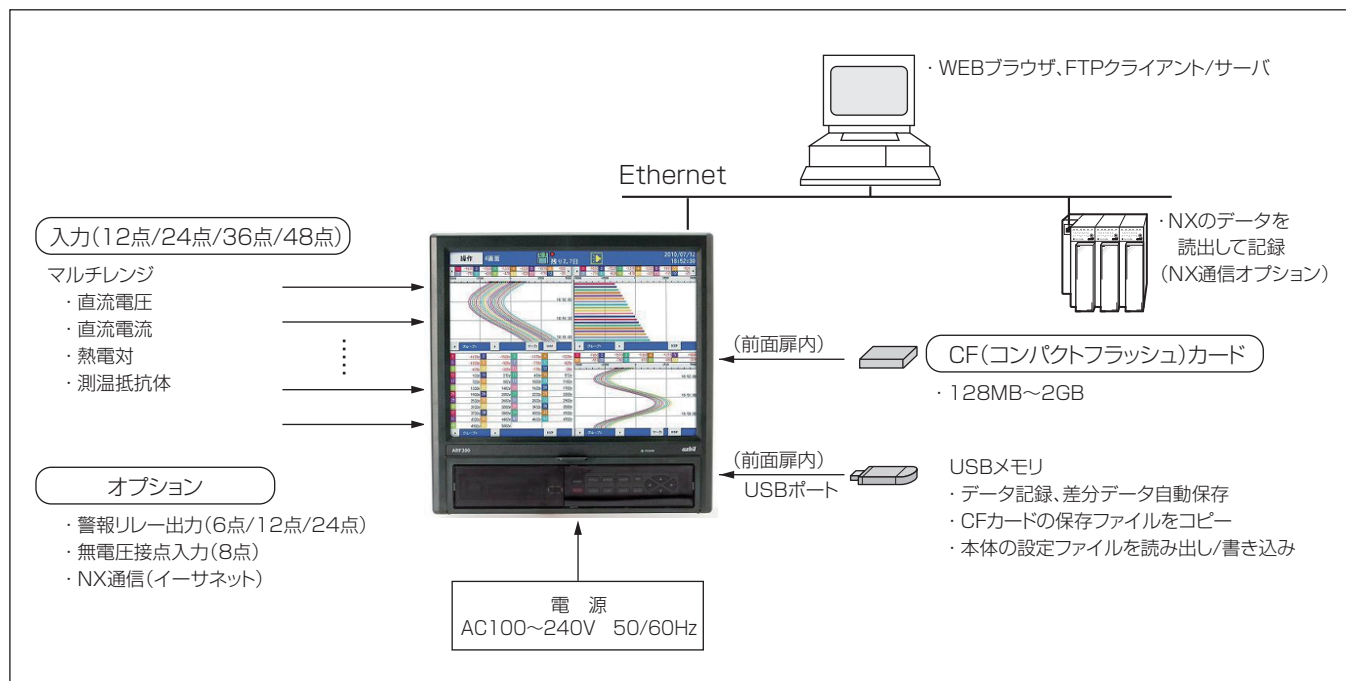 ・WEBブラウザ、FTPクライアント/サーバ
Ethernet
・NXのデータを
読出して記録
(NX通信オプション)
入力(12点/24点/36点/48点)
マルチレンジ
・直流電圧
・直流電流
・熱電対
・測温抵抗体
操作
4画面
2010/07/12
(前面扉内)
CF(コンパクトフラッシュ)カード
・128MB〜2GB
azbil
(前面扉内)
USBポート
USBメモリ
・データ記録、差分データ自動保存
・CFカードの保存ファイルをコピー
・本体の設定ファイルを読み出し/書き込み
オプション
・警報リレー出力(6点/12点/24点)
・無電圧接点入力(8点)
・NX通信(イーサネット)
電　源
AC100〜240V　50/60Hz